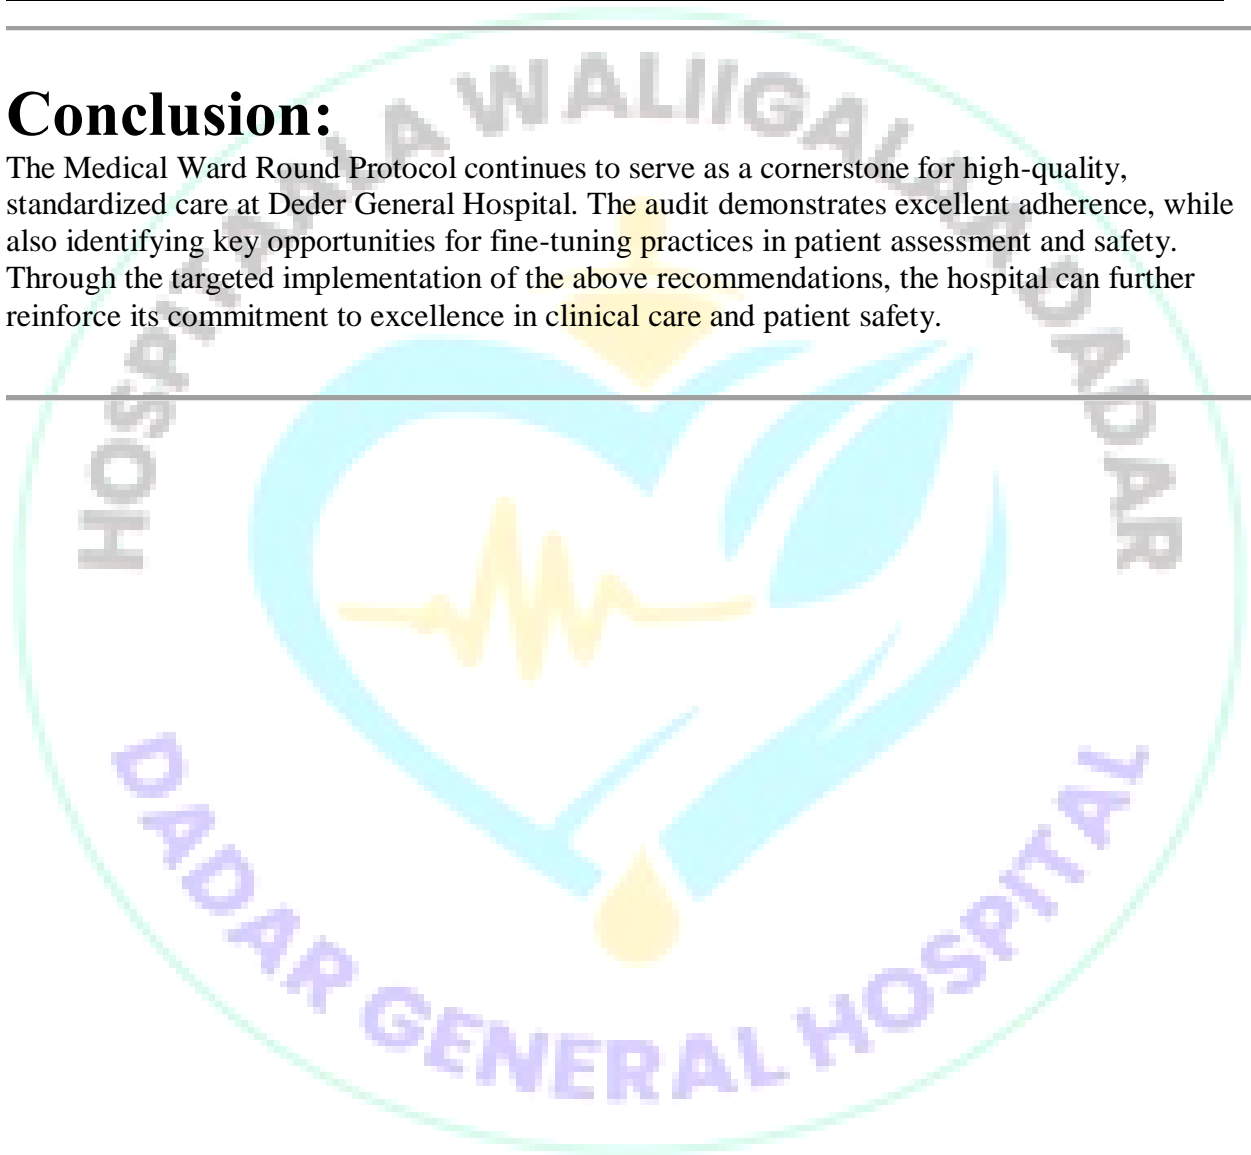 Conclusion:
The Medical Ward Round Protocol continues to serve as a cornerstone for high-quality,
standardized care at Deder General Hospital. The audit demonstrates excellent adherence, while
also identifying key opportunities for fine-tuning practices in patient assessment and safety.
Through the targeted implementation of the above recommendations, the hospital can further
reinforce its commitment to excellence in clinical care and patient safety.
HOSPITAALA WALIIGALAA DADAR
DADAR GENERAL HOSPITAL